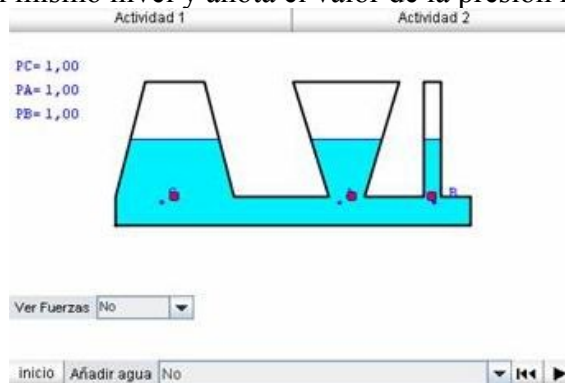 mismo nivel y anota el valor de la presión
Actividad 1
Actividad 2
PC= 1,00
PA= 1,00
PB= 1,00
B
Ver Fuerzas No
inicio Añadir agua No